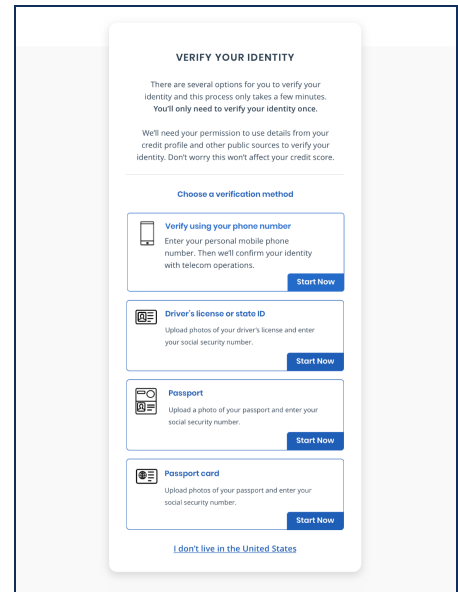 VERIFY YOUR IDENTITY
There are several options for you to verify your
identity and this process only takes a few minutes.
You'll only need to verify your identity once.
We'll need your permission to use details from your
credit profile and other public sources to verify your
identity. Don't worry this won't affect your credit score.
Choose a verification method
Verify using your phone number
Enter your personal mobile phone
number. Then we'll confirm your identity
with telecom operations.
Start Now
Driver's license or state ID
Upload photos of your driver's license and enter
your social security number.
Start Now
Passport
Upload a photo of your passport and enter your
social security number.
Start Now
Passport card
Upload photos of your passport and enter your
social security number.
Start Now
I don't live in the United States